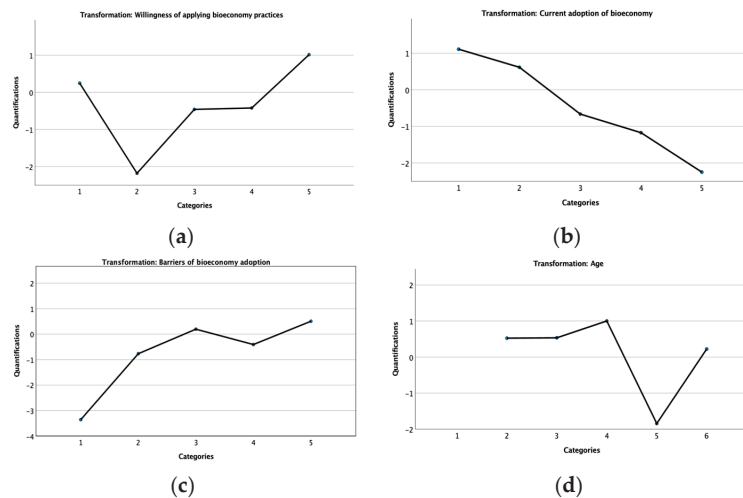 Transformation: Willingness of applying bioeconomy practices
Quantifications
1
0
-1
-2
1 2 3 4 5
Categories
(a)
Transformation: Current adoption of bioeconomy
Quantifications
1
0
-1
-2
1 2 3 4 5
Categories
(b)
Transformation: Barriers of bioeconomy adoption
Quantifications
2
1
0
-1
-2
-3
-4
1 2 3 4 5
Categories
(c)
Transformation: Age
Quantifications
2
1
0
-1
-2
1 2 3 4 5 6
Categories
(d)